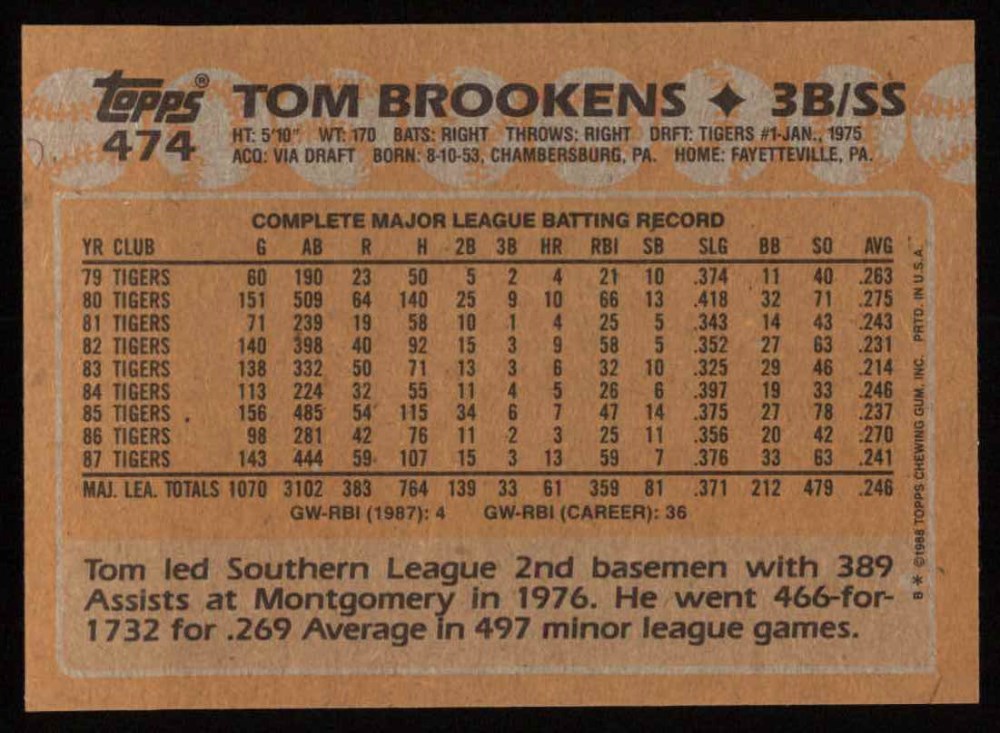 Topps® TOM BROOKENS ✦ 3B/SS
474 HT: 5'10" WT: 170 BATS: RIGHT THROWS: RIGHT DRFT: TIGERS #1-JAN., 1975
ACQ: VIA DRAFT BORN: 8-10-53, CHAMBERSBURG, PA. HOME: FAYETTEVILLE, PA.
COMPLETE MAJOR LEAGUE BATTING RECORD
YR CLUB G AB R H 2B 3B HR RBI SB SLG BB SO AVG
79 TIGERS 60 190 23 50 5 2 4 21 10 .374 11 40 .263
80 TIGERS 151 509 64 140 25 9 10 66 13 .418 32 71 .275
81 TIGERS 71 239 19 58 10 1 4 25 5 .343 14 43 .243
82 TIGERS 140 398 40 92 15 3 9 58 5 .352 27 63 .231
83 TIGERS 138 332 50 71 13 3 6 32 10 .325 29 46 .214
84 TIGERS 113 224 32 55 11 4 5 26 6 .397 19 33 .246
85 TIGERS 156 485 54 115 34 6 7 47 14 .375 27 78 .237
86 TIGERS 98 281 42 76 11 2 3 25 11 .356 20 42 .270
87 TIGERS 143 444 59 107 15 3 13 59 7 .376 33 63 .241
MAJ. LEA. TOTALS 1070 3102 383 764 139 33 61 359 81 .371 212 479 .246
GW-RBI (1987): 4 GW-RBI (CAREER): 36
Tom led Southern League 2nd basemen with 389
Assists at Montgomery in 1976. He went 466-for-
1732 for .269 Average in 497 minor league games.
B * ©1988 TOPPS CHEWING GUM, INC. PRTD. IN U.S.A.